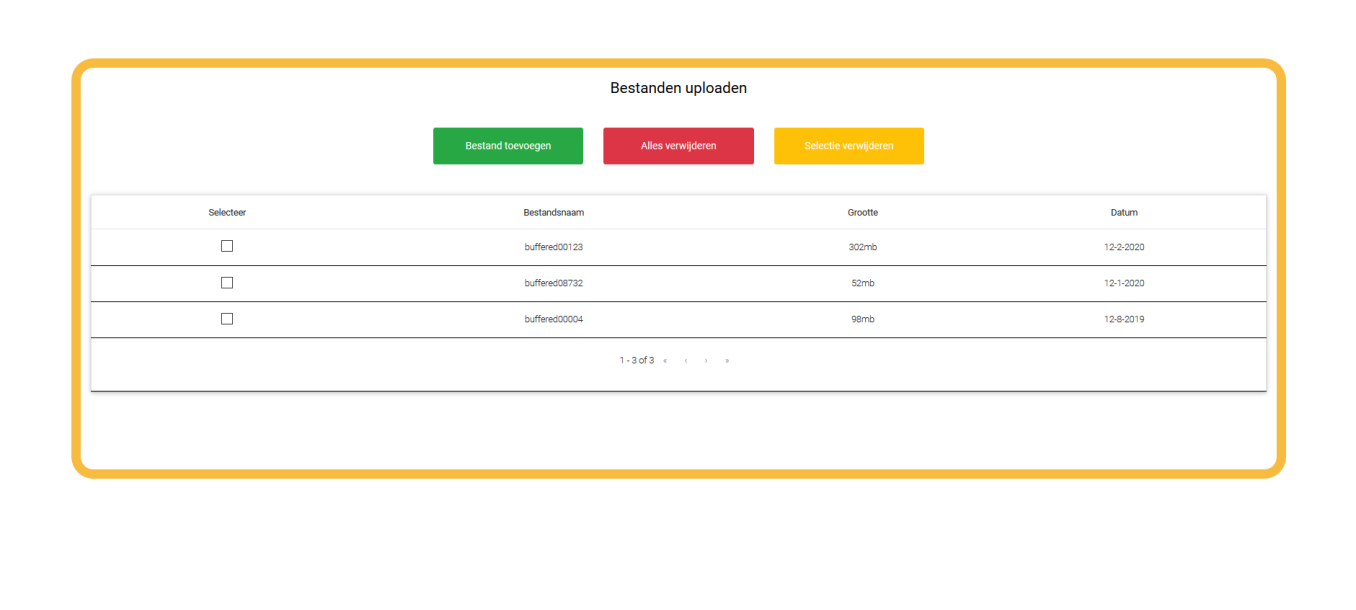 Bestanden uploaden
Bestand toevoegen Alles verwijderen Selectie verwijderen
Selecteer Bestandsnaam Grootte Datum
buffered00123 302mb 12-2-2020
buffered08732 52mb 12-1-2020
buffered00004 98mb 12-8-2019
1 - 3 of 3 « ‹ › »